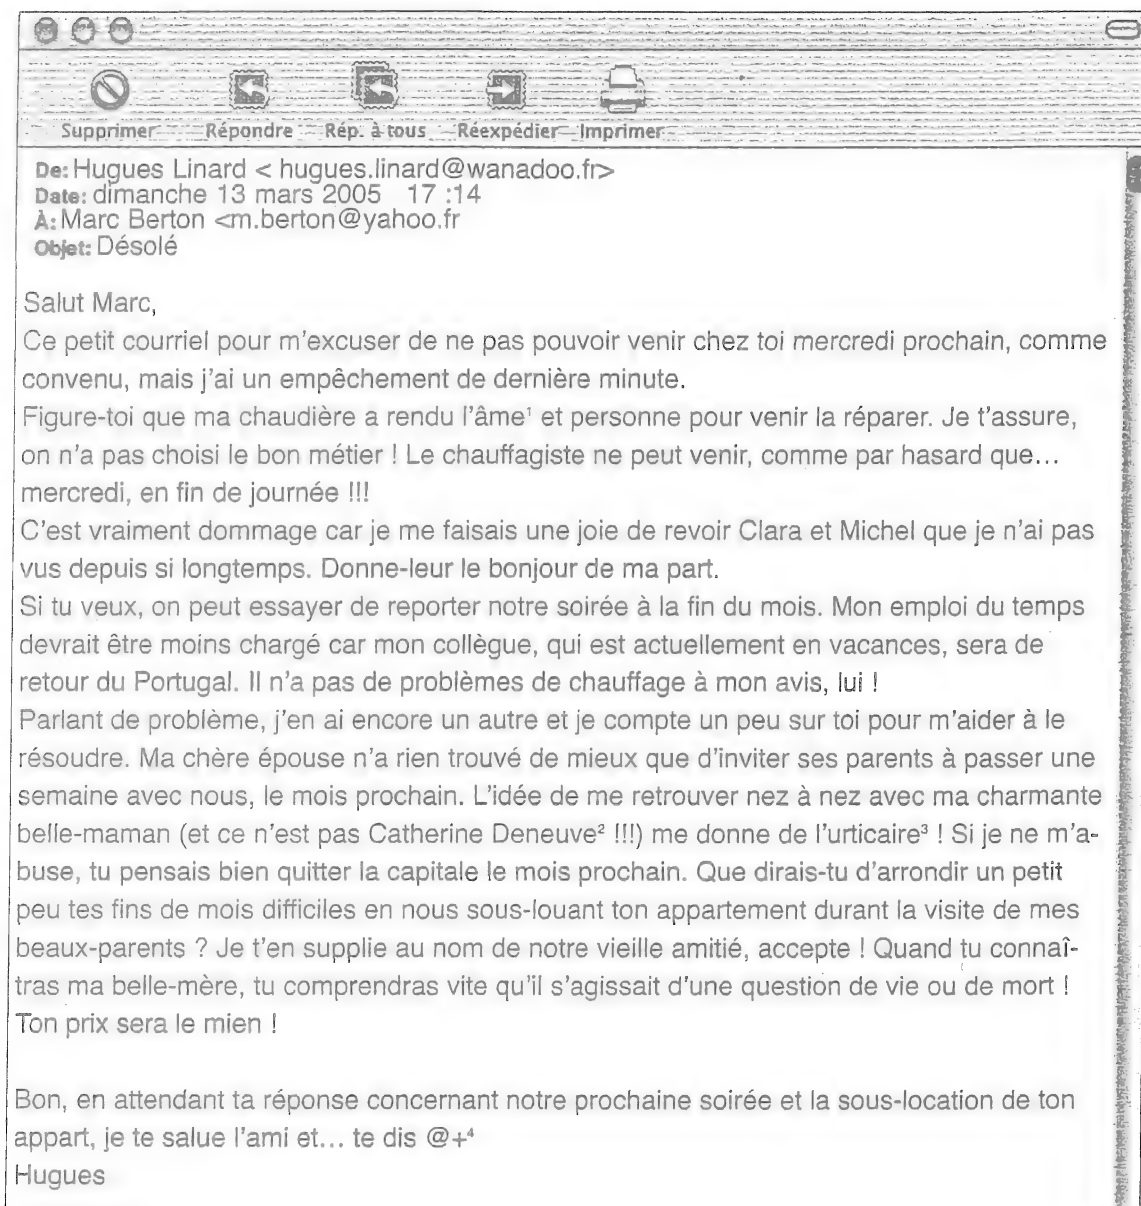 Supprimer Répondre Rép. à tous Réexpédier Imprimer
De: Hugues Linard < hugues.linard@wanadoo.fr>
Date: dimanche 13 mars 2005 17 :14
À: Marc Berton <m.berton@yahoo.fr
Objet: Désolé
Salut Marc,
Ce petit courriel pour m'excuser de ne pas pouvoir venir chez toi mercredi prochain, comme
convenu, mais j'ai un empêchement de dernière minute.
Figure-toi que ma chaudière a rendu l'âme¹ et personne pour venir la réparer. Je t'assure,
on n'a pas choisi le bon métier ! Le chauffagiste ne peut venir, comme par hasard que...
mercredi, en fin de journée !!!
C'est vraiment dommage car je me faisais une joie de revoir Clara et Michel que je n'ai pas
vus depuis si longtemps. Donne-leur le bonjour de ma part.
Si tu veux, on peut essayer de reporter notre soirée à la fin du mois. Mon emploi du temps
devrait être moins chargé car mon collègue, qui est actuellement en vacances, sera de
retour du Portugal. Il n'a pas de problèmes de chauffage à mon avis, lui !
Parlant de problème, j'en ai encore un autre et je compte un peu sur toi pour m'aider à le
résoudre. Ma chère épouse n'a rien trouvé de mieux que d'inviter ses parents à passer une
semaine avec nous, le mois prochain. L'idée de me retrouver nez à nez avec ma charmante
belle-maman (et ce n'est pas Catherine Deneuve² !!!) me donne de l'urticaire³ ! Si je ne m'a-
buse, tu pensais bien quitter la capitale le mois prochain. Que dirais-tu d'arrondir un petit
peu tes fins de mois difficiles en nous sous-louant ton appartement durant la visite de mes
beaux-parents ? Je t'en supplie au nom de notre vieille amitié, accepte ! Quand tu connaî-
tras ma belle-mère, tu comprendras vite qu'il s'agissait d'une question de vie ou de mort !
Ton prix sera le mien !
Bon, en attendant ta réponse concernant notre prochaine soirée et la sous-location de ton
appart, je te salue l'ami et... te dis @+⁴
Hugues